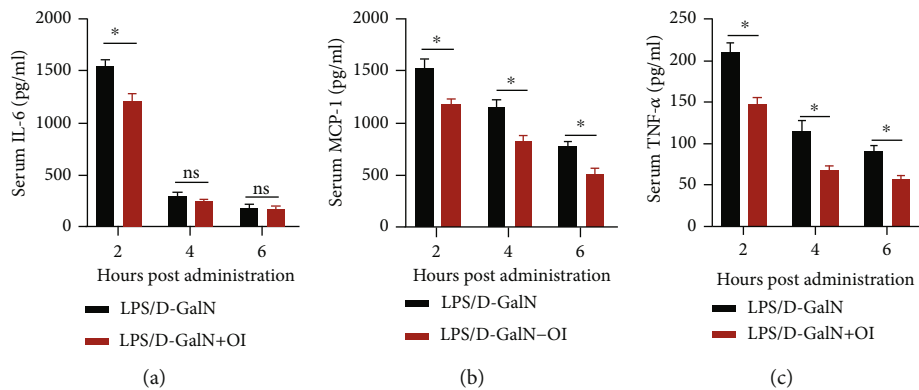 Serum IL-6 (pg/ml)
2000
1500
1000
500
0
*
ns
ns
2 4 6
Hours post administration
LPS/D-GalN
LPS/D-GalN+OI
(a)
Serum MCP-1 (pg/ml)
2000
1500
1000
500
0
*
*
*
2 4 6
Hours post administration
LPS/D-GalN
LPS/D-GalN−OI
(b)
Serum TNF-α (pg/ml)
250
200
150
100
50
0
*
*
*
2 4 6
Hours post administration
LPS/D-GalN
LPS/D-GalN+OI
(c)